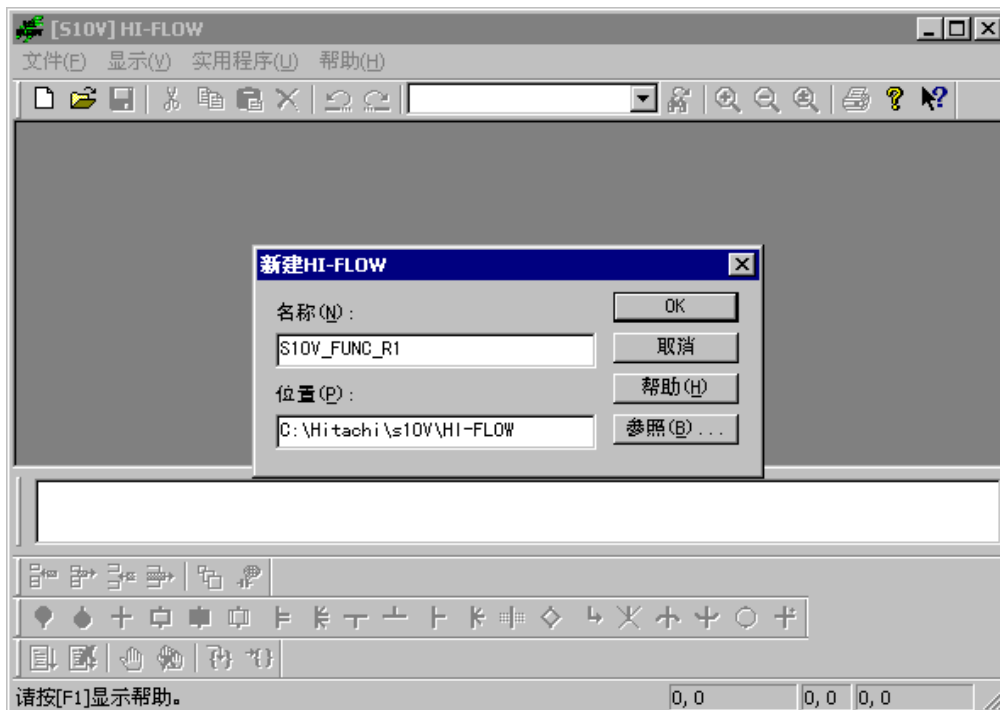 [S10V] HI-FLOW
文件(F) 显示(V) 实用程序(U) 帮助(H)
新建HI-FLOW
名称(N):
S10V_FUNC_R1
位置(P):
C:\Hitachi\s10V\HI-FLOW
OK
取消
帮助(H)
参照(B)...
请按[F1]显示帮助。
0, 0 0, 0 0, 0